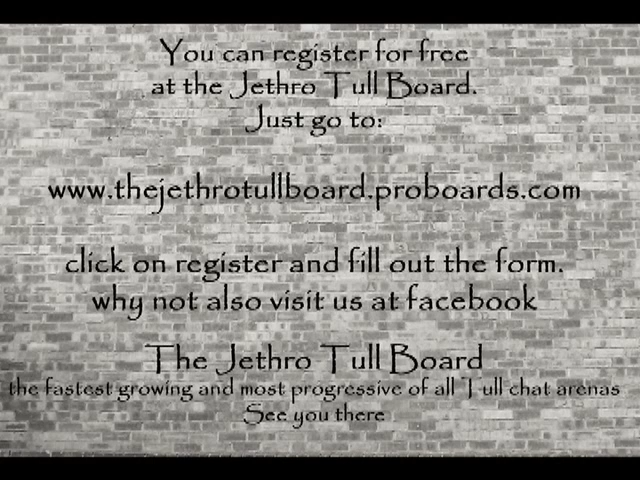 You can register for free
at the Jethro Tull Board.
Just go to:
www.thejethrotullboard.proboards.com
click on register and fill out the form.
why not also visit us at facebook
The Jethro Tull Board
the fastest growing and most progressive of all Tull chat arenas
See you there